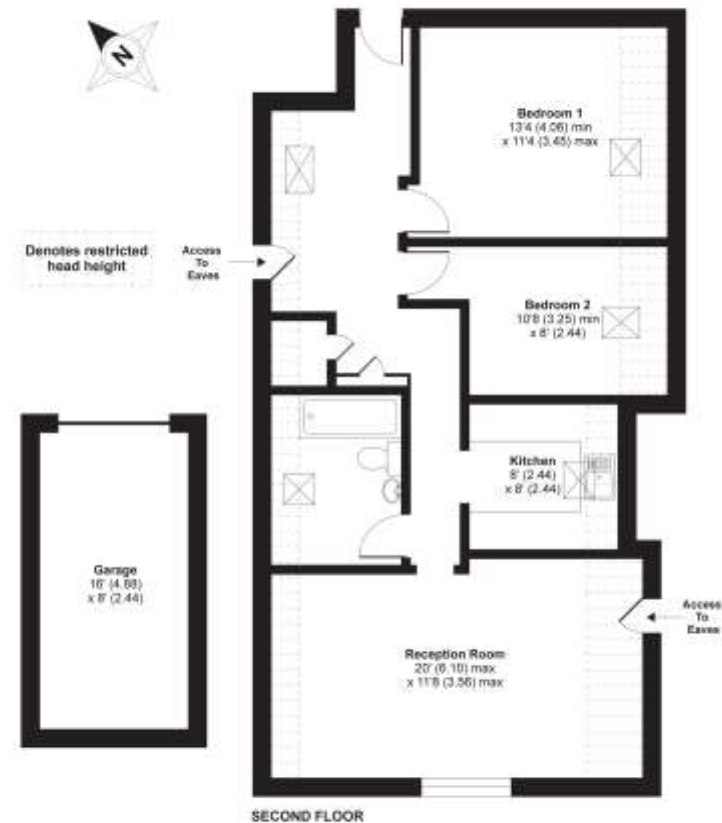 N
Bedroom 1
13'4 (4.06) min
x 11'4 (3.45) max
Denotes restricted
head height
Access
To
Eaves
Bedroom 2
10'8 (3.25) min
x 8' (2.44)
Kitchen
8' (2.44)
x 8' (2.44)
Garage
16' (4.88)
x 8' (2.44)
Access
To
Eaves
Reception Room
20' (6.10) max
x 11'8 (3.56) max
SECOND FLOOR